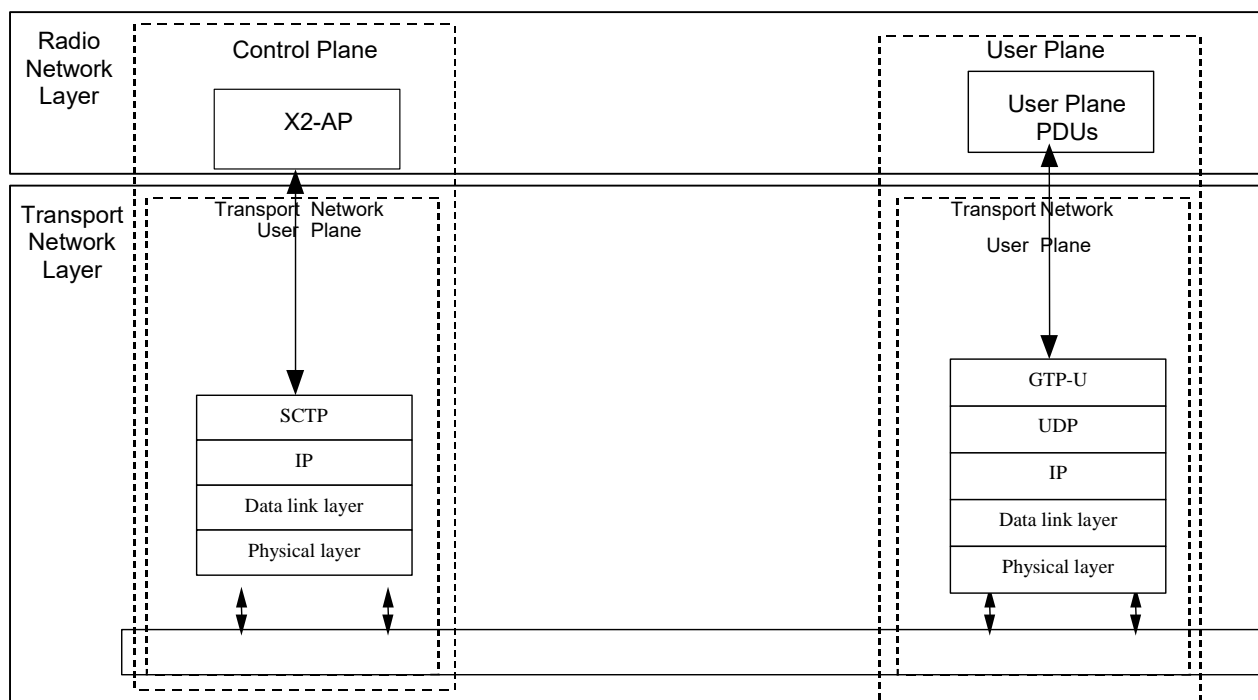 Radio
Network
Layer
Control Plane
X2-AP
User Plane
User Plane
PDUs
Transport
Network
Layer
Transport Network
User Plane
SCTP
IP
Data link layer
Physical layer
Transport Network
User Plane
GTP-U
UDP
IP
Data link layer
Physical layer